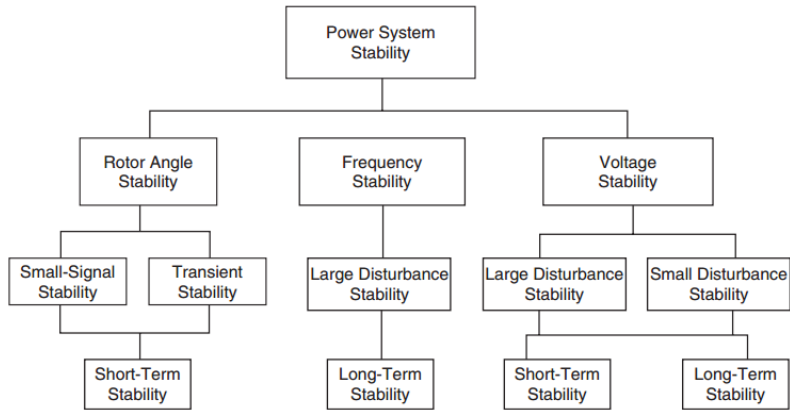 Power System
Stability
Rotor Angle
Stability
Frequency
Stability
Voltage
Stability
Small-Signal
Stability
Transient
Stability
Large Disturbance
Stability
Large Disturbance
Stability
Small Disturbance
Stability
Short-Term
Stability
Long-Term
Stability
Short-Term
Stability
Long-Term
Stability